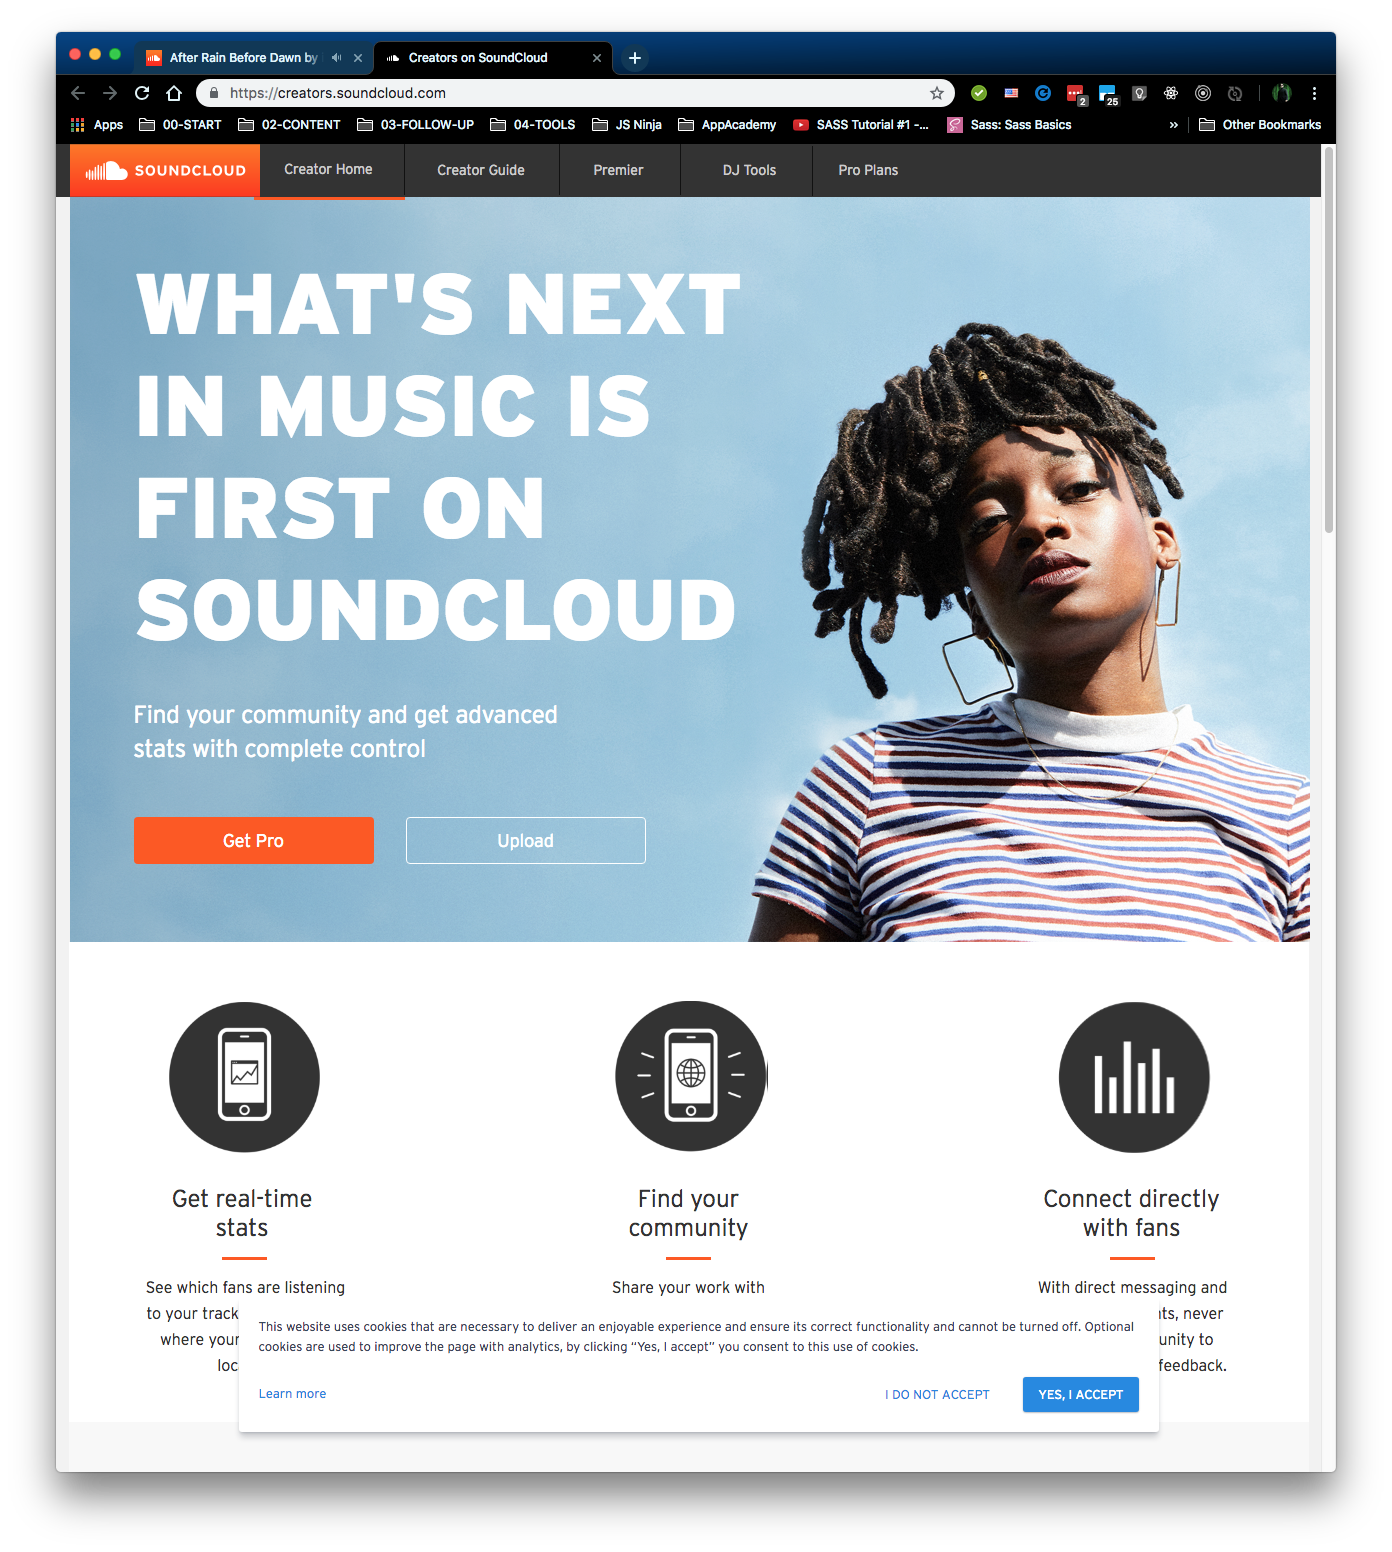 After Rain Before Dawn by
Creators on SoundCloud
https://creators.soundcloud.com
2
25
Apps
00-START
02-CONTENT
03-FOLLOW-UP
04-TOOLS
JS Ninja
AppAcademy
SASS Tutorial #1 -...
Sass: Sass Basics
»
Other Bookmarks
SOUNDCLOUD
Creator Home
Creator Guide
Premier
DJ Tools
Pro Plans
WHAT'S NEXT
IN MUSIC IS
FIRST ON
SOUNDCLOUD
Find your community and get advanced
stats with complete control
Get Pro
Upload
Get real-time
stats
See which fans are listening
to your track
where your
loc
Find your
community
Share your work with
Connect directly
with fans
With direct messaging and
nts, never
unity to
feedback.
This website uses cookies that are necessary to deliver an enjoyable experience and ensure its correct functionality and cannot be turned off. Optional
cookies are used to improve the page with analytics, by clicking “Yes, I accept” you consent to this use of cookies.
Learn more
I DO NOT ACCEPT
YES, I ACCEPT